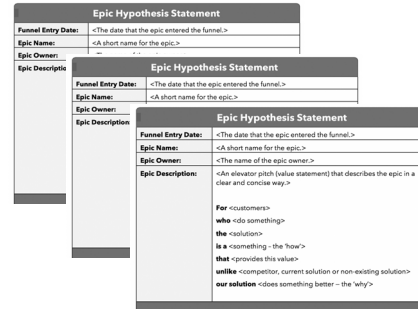 Epic Hypothesis Statement
Funnel Entry Date: <The date that the epic entered the funnel.>
Epic Name: <A short name for the epic.>
Epic Owner:
Epic Descriptio
Epic Hypothesis Statement
Funnel Entry Date: <The date that the epic entered the funnel.>
Epic Name: <A short name for the epic.>
Epic Owner:
Epic Description
Epic Hypothesis Statement
Funnel Entry Date: <The date that the epic entered the funnel.>
Epic Name: <A short name for the epic.>
Epic Owner: <The name of the epic owner.>
Epic Description: <An elevator pitch (value statement) that describes the epic in a
clear and concise way.>
For <customers>
who <do something>
the <solution>
is a <something – the 'how'>
that <provides this value>
unlike <competitor, current solution or non-existing solution>
our solution <does something better – the 'why'>